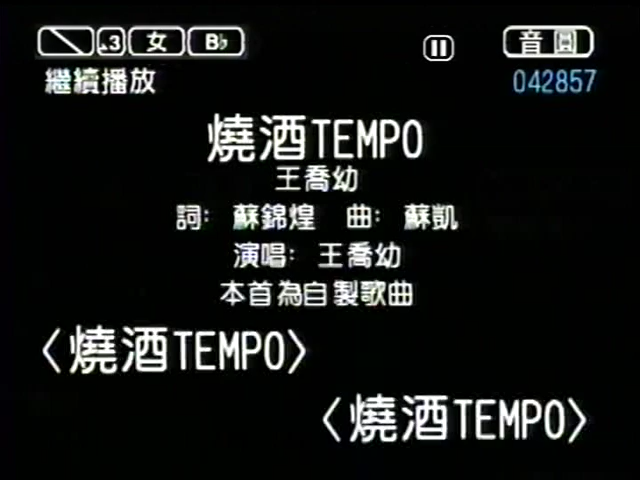 3 女 B♭ 音圓
繼續播放 042857
燒酒TEMPO
王喬幼
詞: 蘇錦煌 曲: 蘇凱
演唱: 王喬幼
本首為自製歌曲
〈燒酒TEMPO〉
〈燒酒TEMPO〉